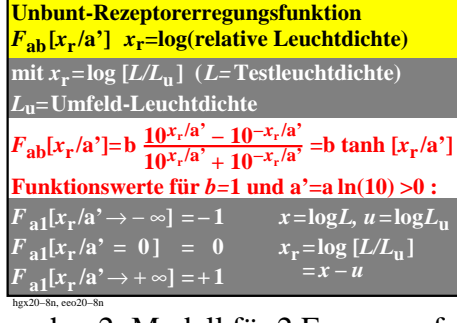 Unbunt-Rezeptorerregungsfunktion
F_ab[x_r/a’] x_r=log(relative Leuchtdichte)
mit x_r=log [L/L_u] (L=Testleuchtdichte)
L_u=Umfeld-Leuchtdichte
F_ab[x_r/a’]=b (10^{x_r/a’} − 10^{−x_r/a’}) / (10^{x_r/a’} + 10^{−x_r/a’}) =b tanh [x_r/a’]
Funktionswerte für b=1 und a’=a ln(10) >0 :
F_a1[x_r/a’ → − ∞] = −1 x=logL, u=logL_u
F_a1[x_r/a’ = 0] = 0 x_r=log [L/L_u]
F_a1[x_r/a’ → + ∞] = +1 =x − u
hgx20−8n, eeo20−8n